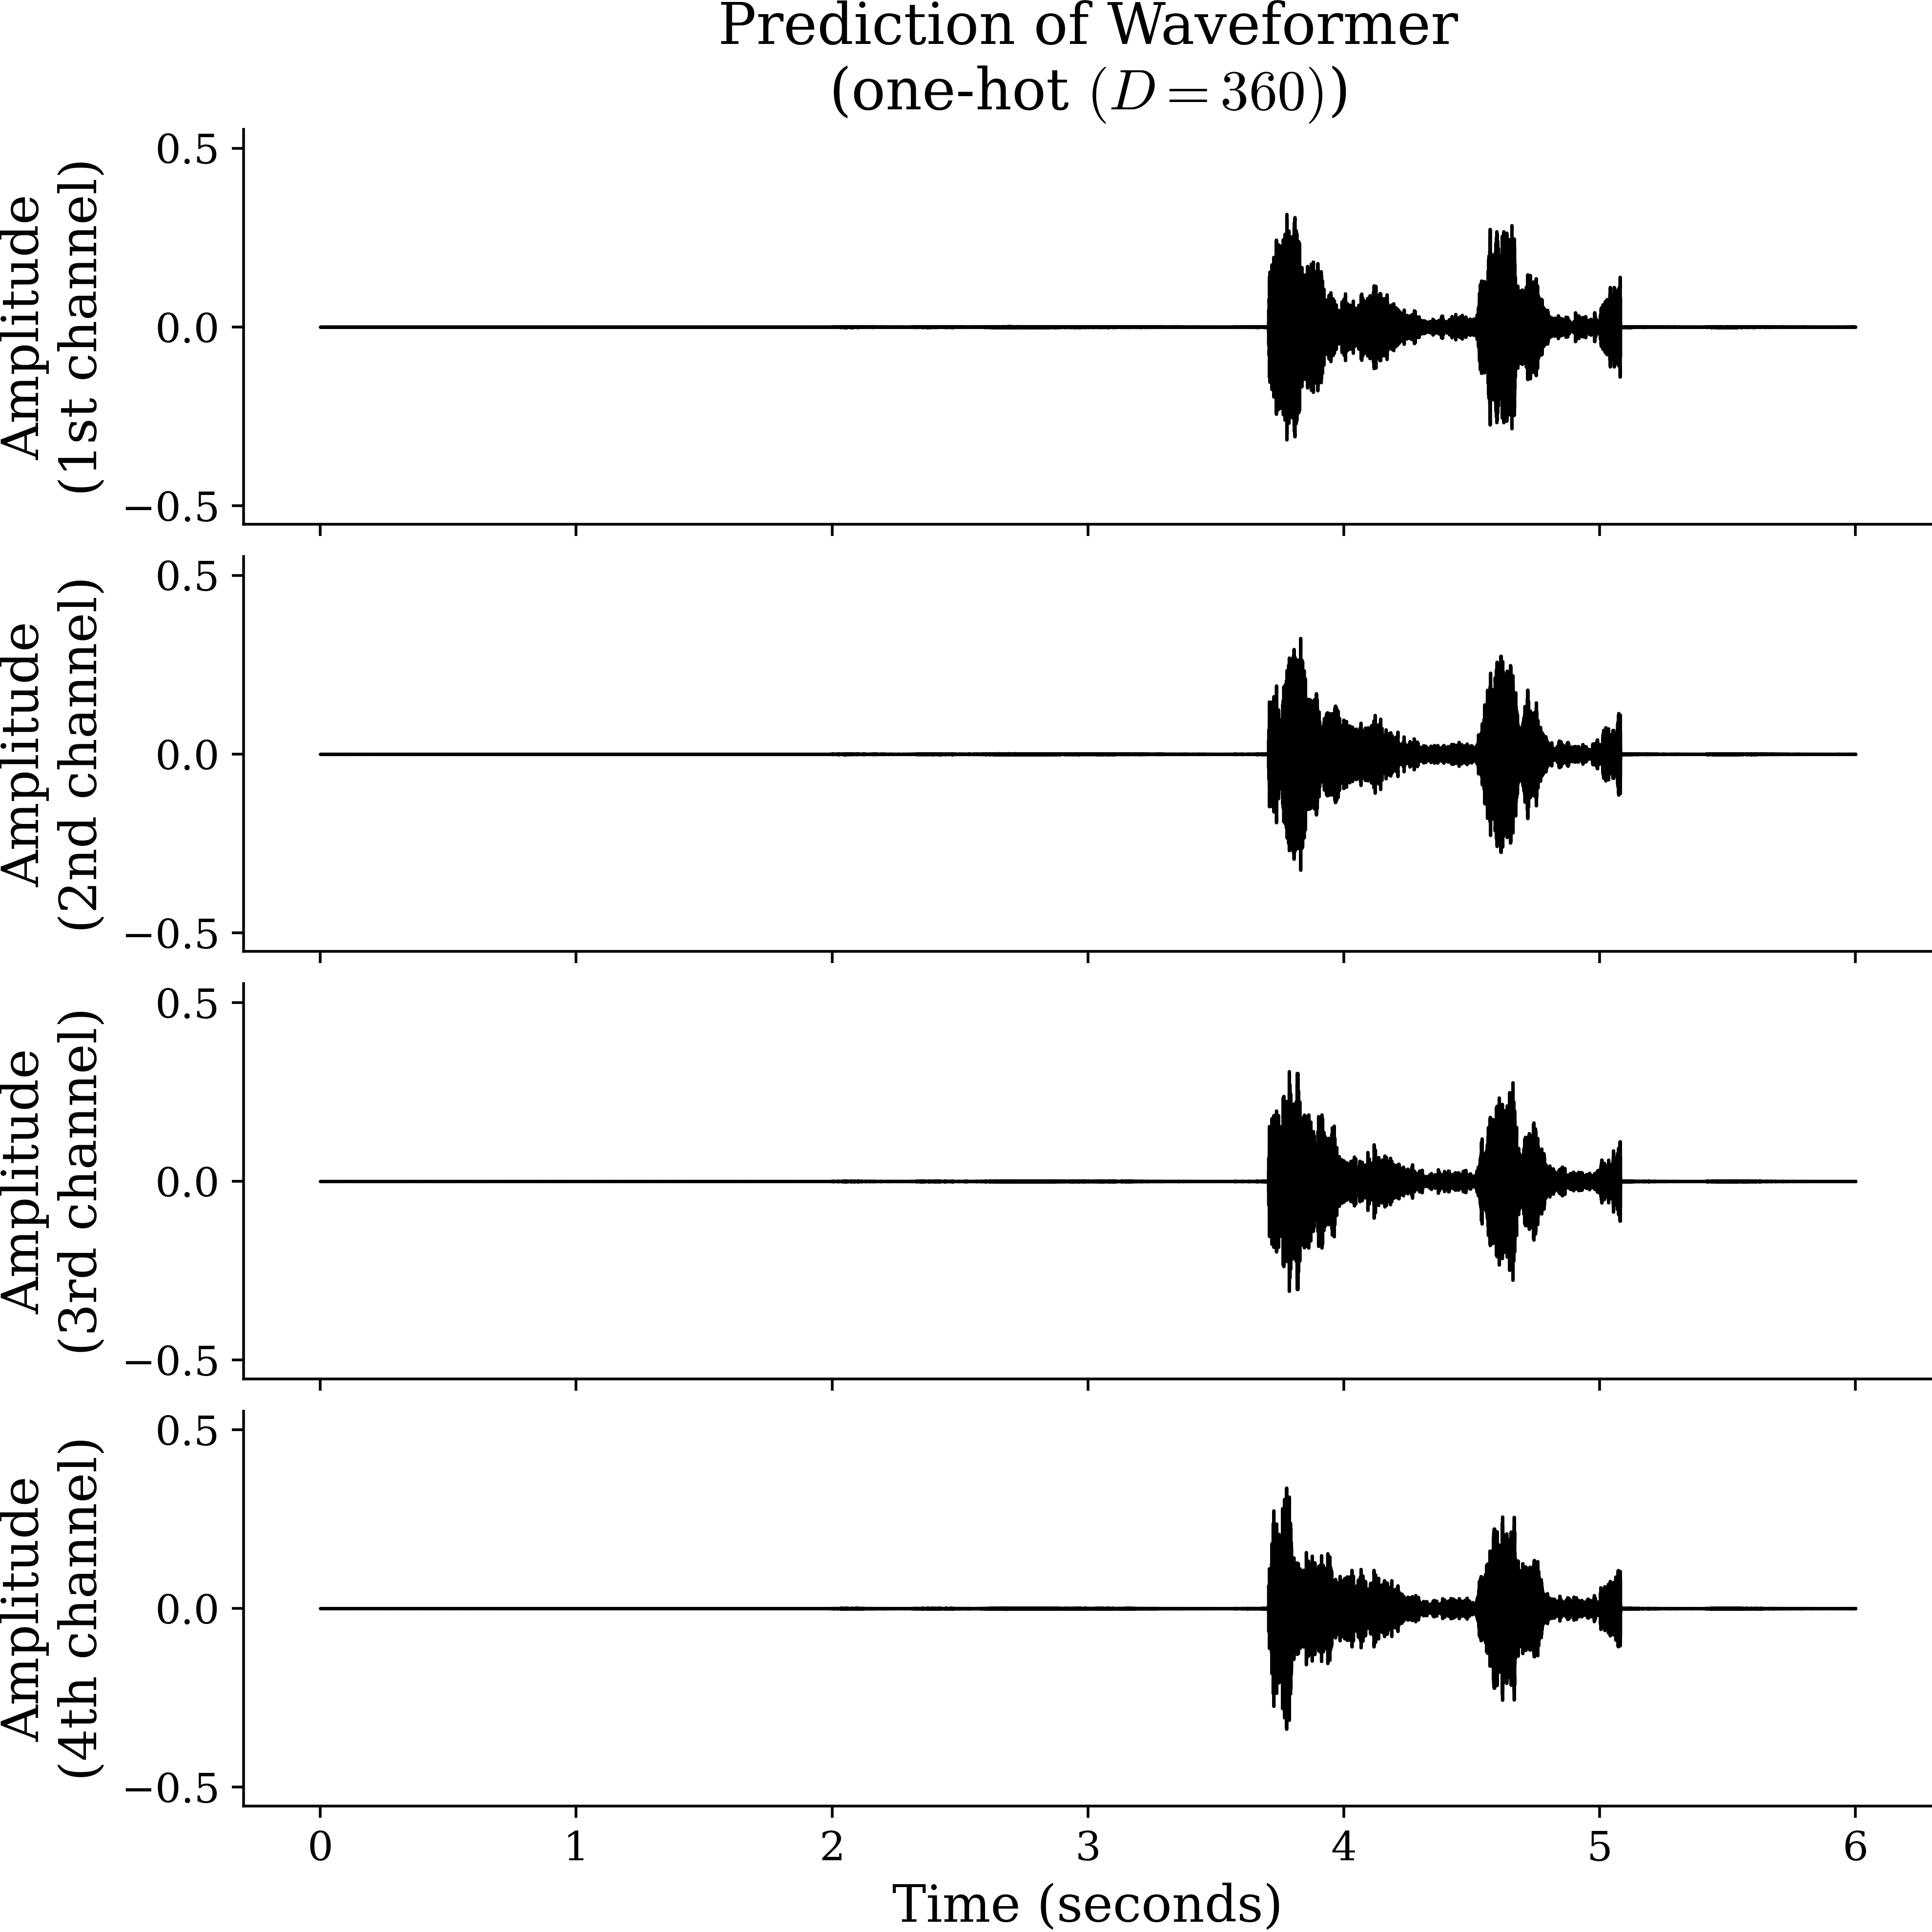 Prediction of Waveformer
(one-hot (D = 360))
Amplitude
(1st channel)
0.5
0.0
−0.5
Amplitude
(2nd channel)
0.5
0.0
−0.5
Amplitude
(3rd channel)
0.5
0.0
−0.5
Amplitude
(4th channel)
0.5
0.0
−0.5
0 1 2 3 4 5 6
Time (seconds)